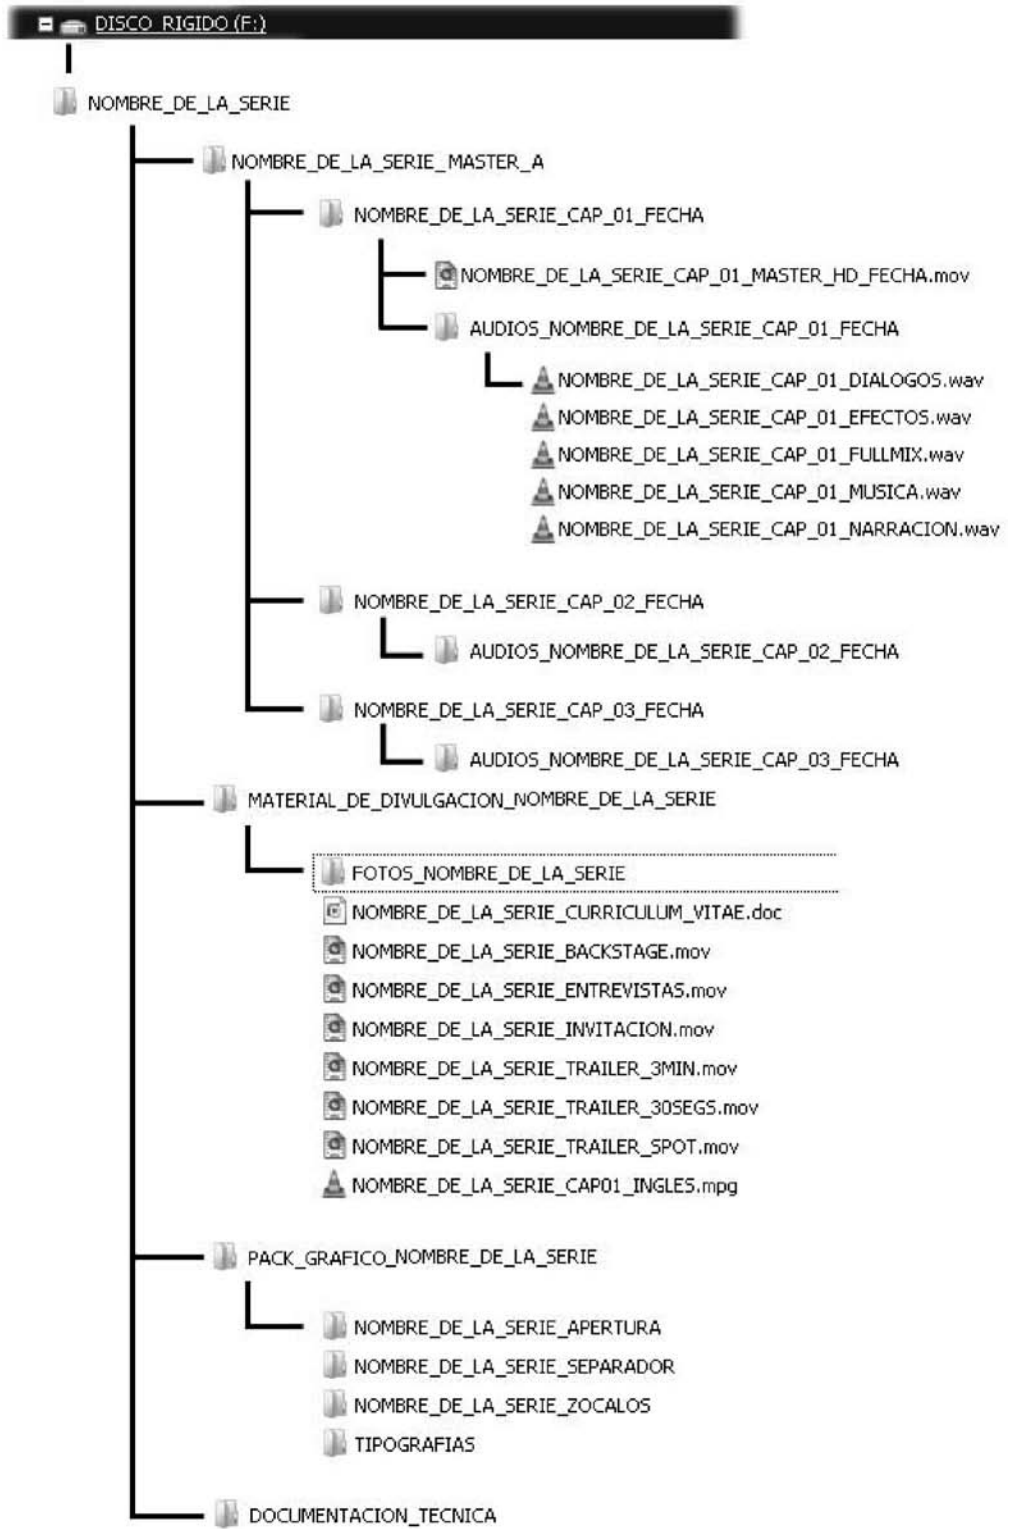 DISCO RIGIDO (F:)
NOMBRE_DE_LA_SERIE
NOMBRE_DE_LA_SERIE_MASTER_A
NOMBRE_DE_LA_SERIE_CAP_01_FECHA
NOMBRE_DE_LA_SERIE_CAP_01_MASTER_HD_FECHA.mov
AUDIOS_NOMBRE_DE_LA_SERIE_CAP_01_FECHA
NOMBRE_DE_LA_SERIE_CAP_01_DIALOGOS.wav
NOMBRE_DE_LA_SERIE_CAP_01_EFECTOS.wav
NOMBRE_DE_LA_SERIE_CAP_01_FULLMIX.wav
NOMBRE_DE_LA_SERIE_CAP_01_MUSICA.wav
NOMBRE_DE_LA_SERIE_CAP_01_NARRACION.wav
NOMBRE_DE_LA_SERIE_CAP_02_FECHA
AUDIOS_NOMBRE_DE_LA_SERIE_CAP_02_FECHA
NOMBRE_DE_LA_SERIE_CAP_03_FECHA
AUDIOS_NOMBRE_DE_LA_SERIE_CAP_03_FECHA
MATERIAL_DE_DIVULGACION_NOMBRE_DE_LA_SERIE
FOTOS_NOMBRE_DE_LA_SERIE
NOMBRE_DE_LA_SERIE_CURRICULUM_VITAE.doc
NOMBRE_DE_LA_SERIE_BACKSTAGE.mov
NOMBRE_DE_LA_SERIE_ENTREVISTAS.mov
NOMBRE_DE_LA_SERIE_INVITACION.mov
NOMBRE_DE_LA_SERIE_TRAILER_3MIN.mov
NOMBRE_DE_LA_SERIE_TRAILER_30SEGS.mov
NOMBRE_DE_LA_SERIE_TRAILER_SPOT.mov
NOMBRE_DE_LA_SERIE_CAP01_INGLES.mpg
PACK_GRAFICO_NOMBRE_DE_LA_SERIE
NOMBRE_DE_LA_SERIE_APERTURA
NOMBRE_DE_LA_SERIE_SEPARADOR
NOMBRE_DE_LA_SERIE_ZOCALOS
TIPOGRAFIAS
DOCUMENTACION_TECNICA